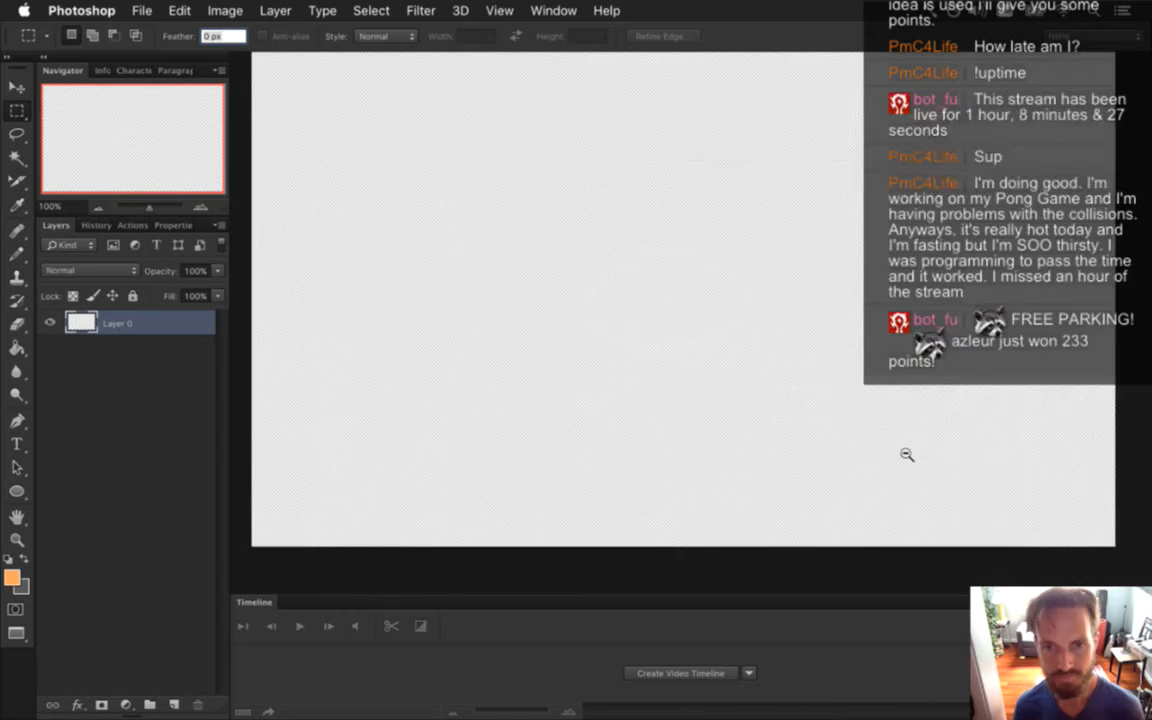 Photoshop File Edit Image Layer Type Select Filter 3D View Window Help
Feather: 0 px Anti-alias Style: Normal Width: Height: Refine Edge...
Navigator Info Characte Paragraj
100%
Layers History Actions Propertie
Kind
Normal Opacity: 100%
Lock: Fill: 100%
Layer 0
idea is used I'll give you some
points.
PmC4Life How late am I?
PmC4Life !uptime
bot_fu This stream has been
live for 1 hour, 8 minutes & 27
seconds
PmC4Life Sup
PmC4Life I'm doing good. I'm
working on my Pong Game and I'm
having problems with the collisions.
Anyways, it's really hot today and
I'm fasting but I'm SOO thirsty. I
was programming to pass the time
and it worked. I missed an hour of
the stream
bot_fu FREE PARKING!
azleur just won 233
points!
Timeline
Create Video Timeline